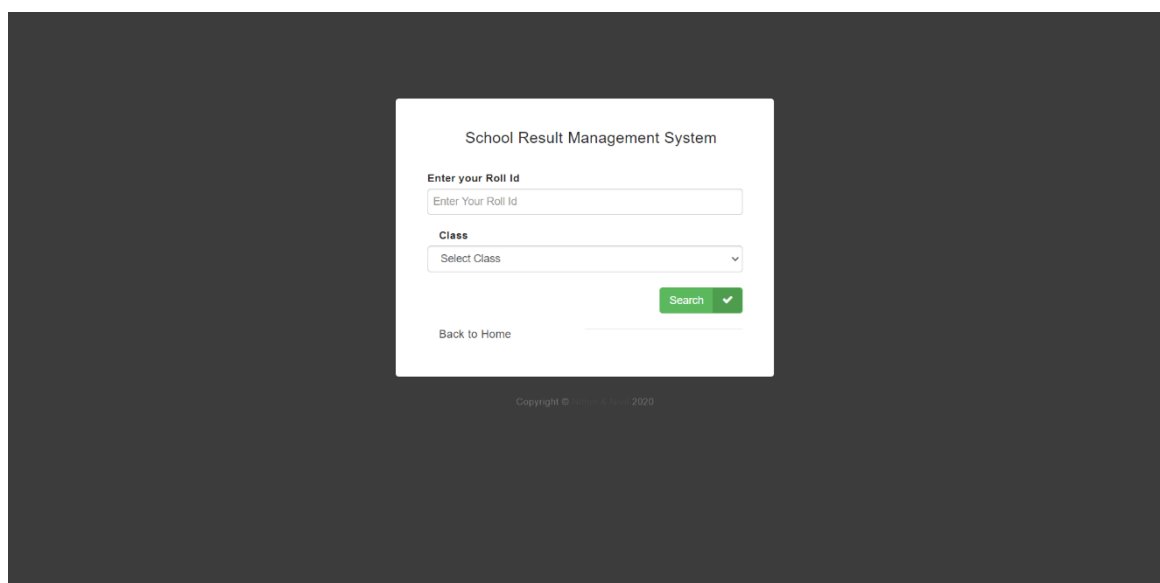 School Result Management System
Enter your Roll Id
Enter Your Roll Id
Class
Select Class
Search
Back to Home
Copyright © 2020